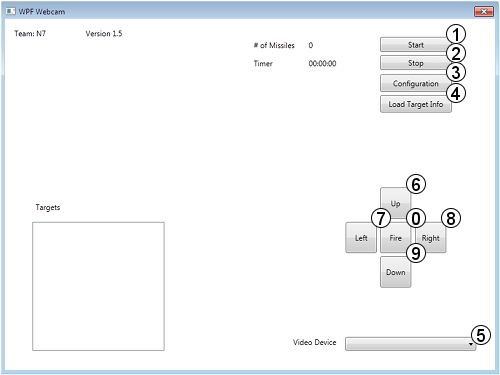 WPF Webcam
Team: N7 Version 1.5
# of Missiles 0
Timer 00:00:00
Start 1
Stop 2
Configuration 3
Load Target Info 4
Targets
Up 6
Left 7 Fire 0 Right 8
Down 9
Video Device 5